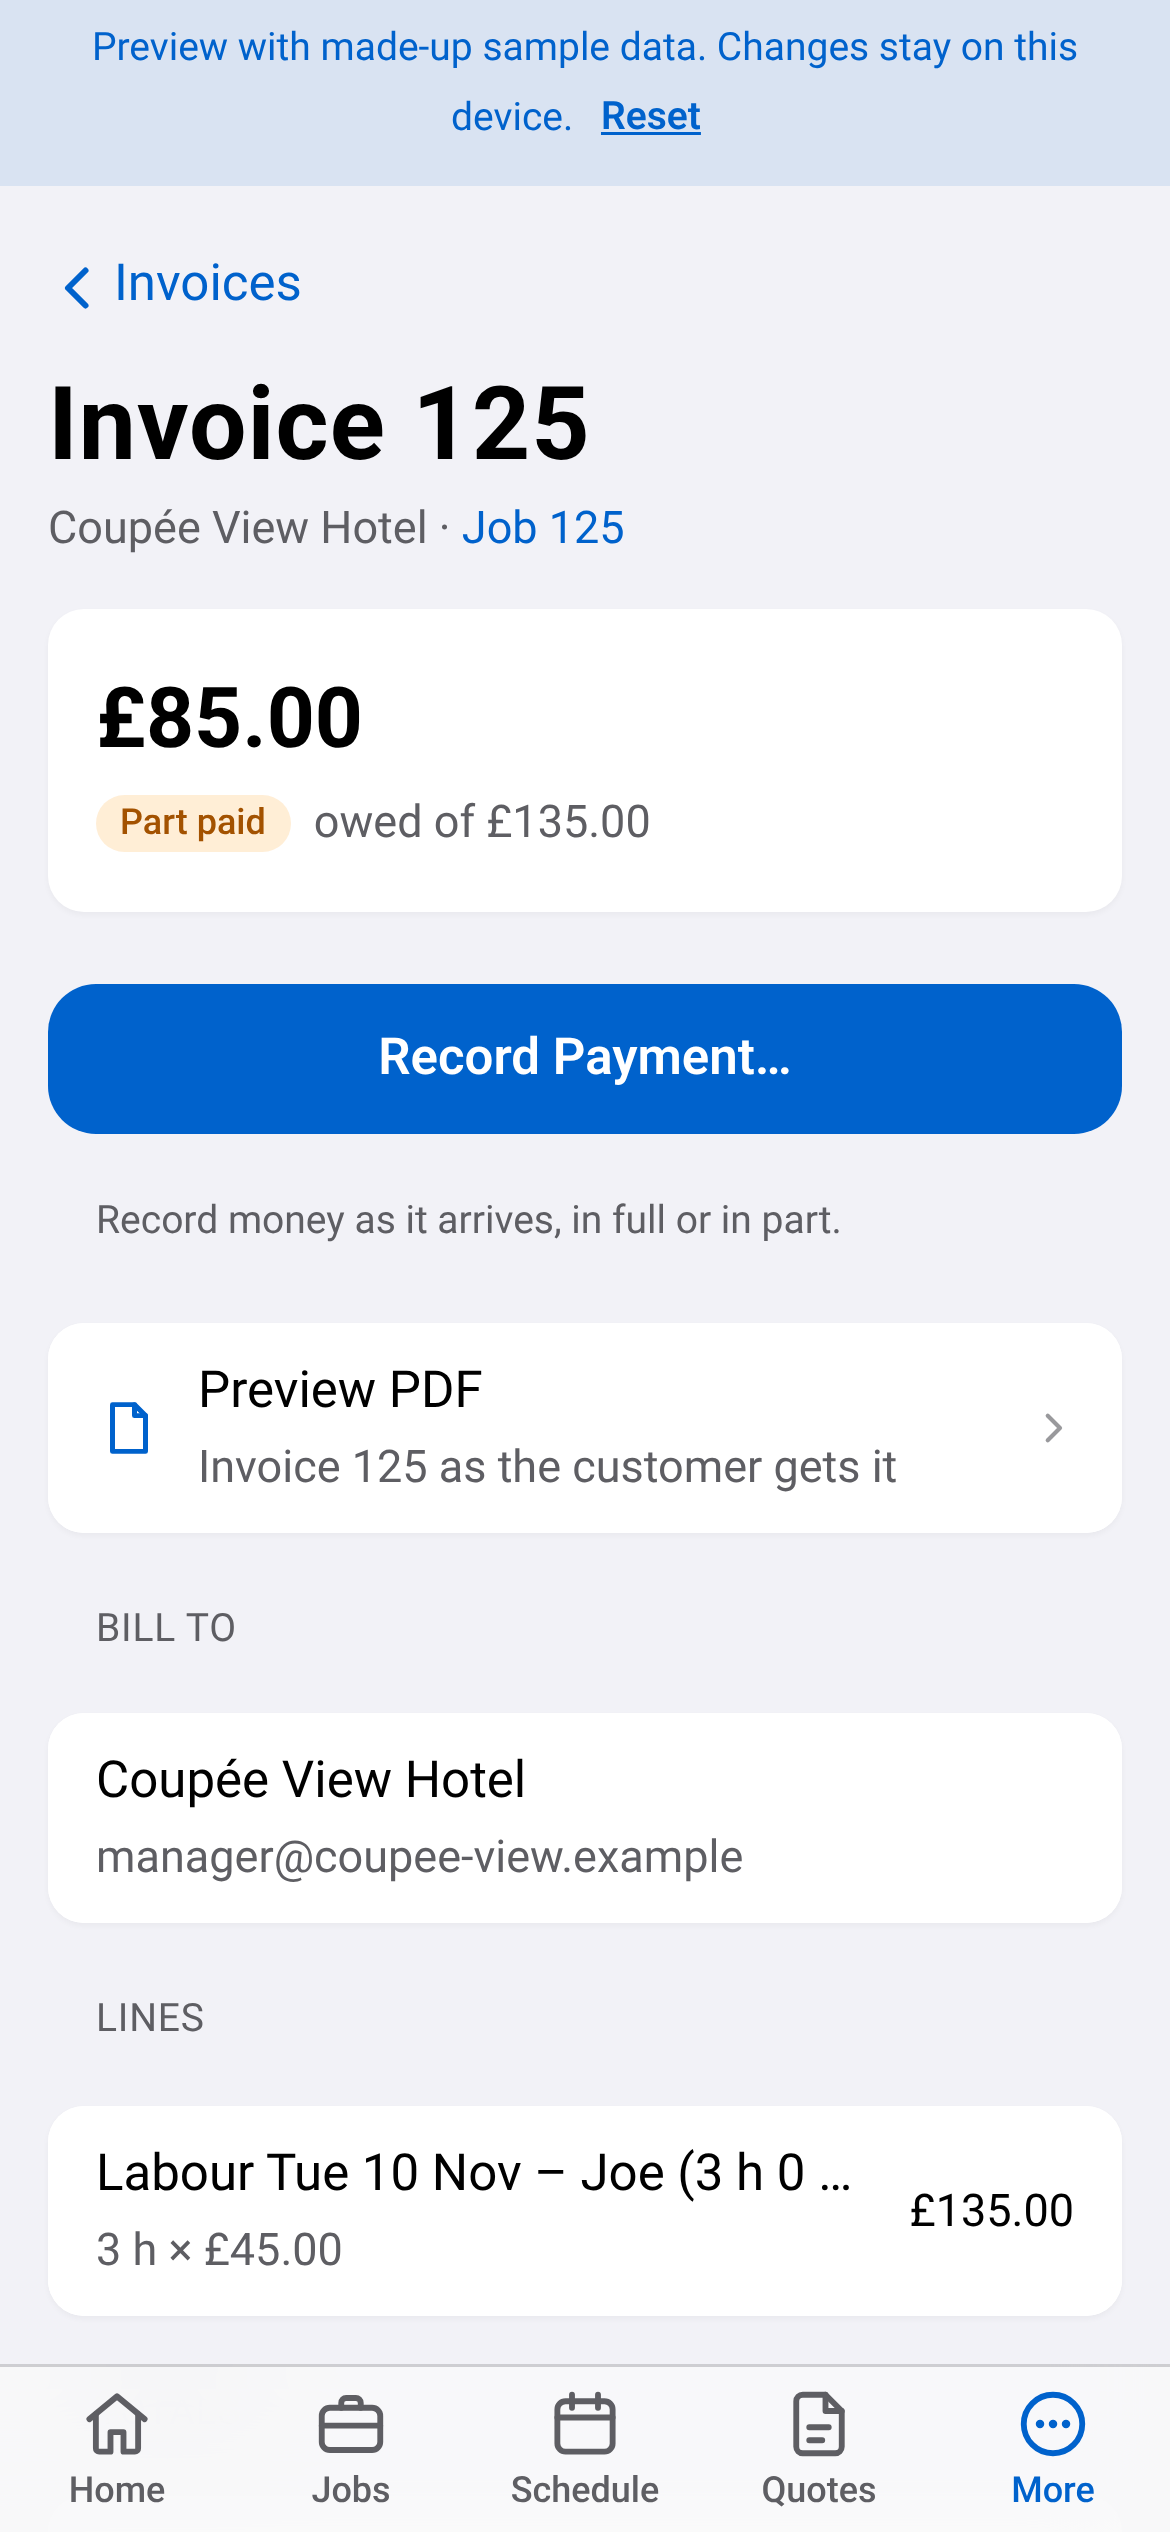 Preview with made-up sample data. Changes stay on this
device. Reset
Invoices
Invoice 125
Coupée View Hotel · Job 125
£85.00
Part paid owed of £135.00
Record Payment…
Record money as it arrives, in full or in part.
Preview PDF
Invoice 125 as the customer gets it
BILL TO
Coupée View Hotel
manager@coupee-view.example
LINES
Labour Tue 10 Nov – Joe (3 h 0 …
£135.00
3 h × £45.00
Home Jobs Schedule Quotes More